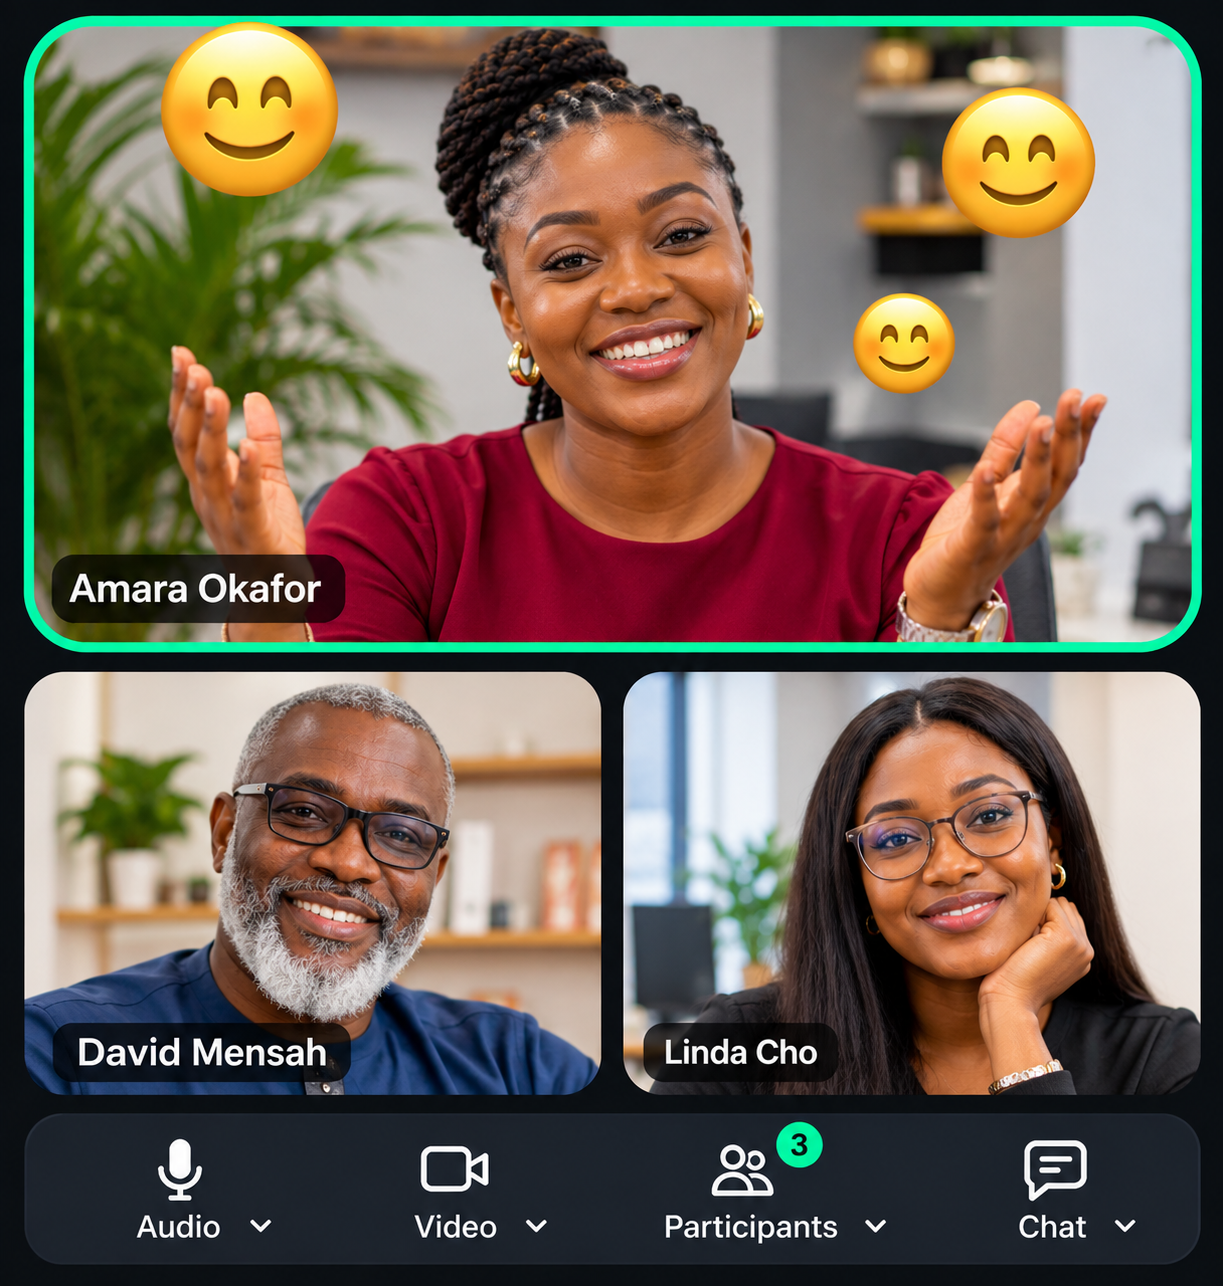 Amara Okafor
David Mensah
Linda Cho
3
Audio
Video
Participants
Chat